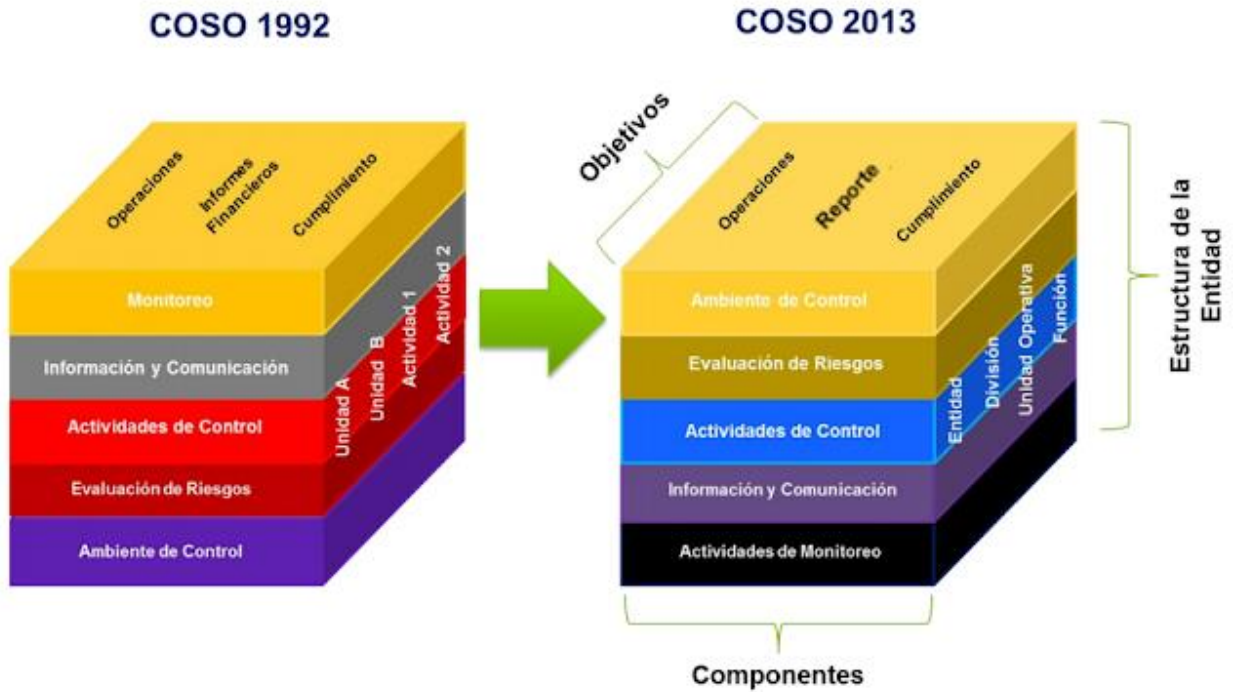 COSO 1992
COSO 2013
Operaciones
Informes
Financieros
Cumplimiento
Monitoreo
Información y Comunicación
Actividades de Control
Evaluación de Riesgos
Ambiente de Control
Unidad A
Unidad B
Actividad 1
Actividad 2
Objetivos
Operaciones
Reporte
Cumplimiento
Ambiente de Control
Evaluación de Riesgos
Actividades de Control
Información y Comunicación
Actividades de Monitoreo
Entidad
División
Unidad Operativa
Función
Estructura de la
Entidad
Componentes